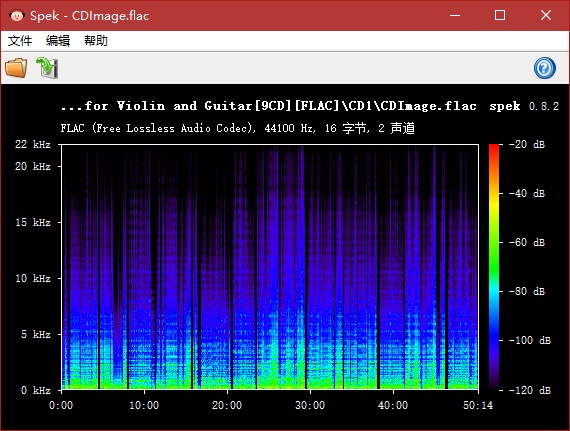 Spek - CDImage.flac
文件 编辑 帮助
...for Violin and Guitar[9CD][FLAC]\CD1\CDImage.flac spek 0.8.2
FLAC (Free Lossless Audio Codec), 44100 Hz, 16 字节, 2 声道
22 kHz
20 kHz
15 kHz
10 kHz
5 kHz
0 kHz
0:00 10:00 20:00 30:00 40:00 50:14
-20 dB
-40 dB
-60 dB
-80 dB
-100 dB
-120 dB